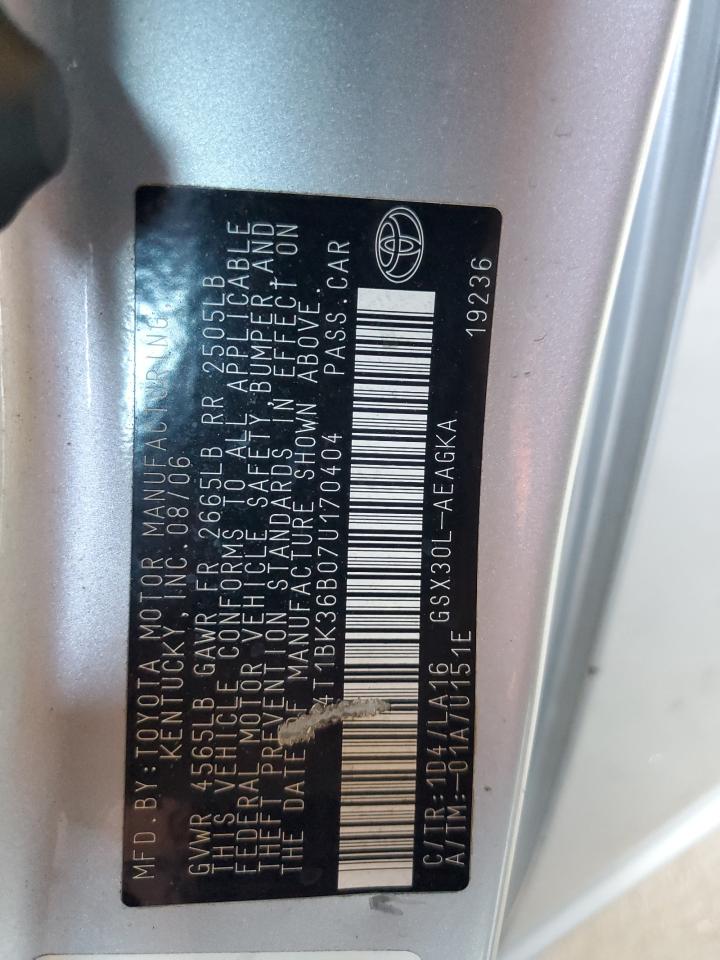 MFD.BY:TOYOTA MOTOR MANUFACTURING
KENTUCKY, INC.08/06
GVWR 4565LB GAWR FR 2665LB RR 2505LB
THIS VEHICLE CONFORMS TO ALL APPLICABLE
FEDERAL MOTOR VEHICLE SAFETY,BUMPER,AND
THEFT PREVENTION STANDARDS IN EFFECT ON
THE DATE OF MANUFACTURE SHOWN ABOVE.
4T1BK36B07U170404 PASS.CAR
C/TR:1D4/LA16 GSX30L-AEAGKA
A/TM:-01A/U151E 19236